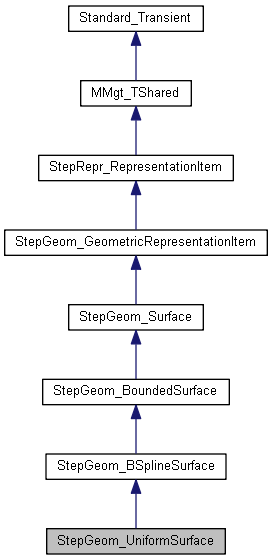 Standard_Transient
MMgt_TShared
StepRepr_RepresentationItem
StepGeom_GeometricRepresentationItem
StepGeom_Surface
StepGeom_BoundedSurface
StepGeom_BSplineSurface
StepGeom_UniformSurface